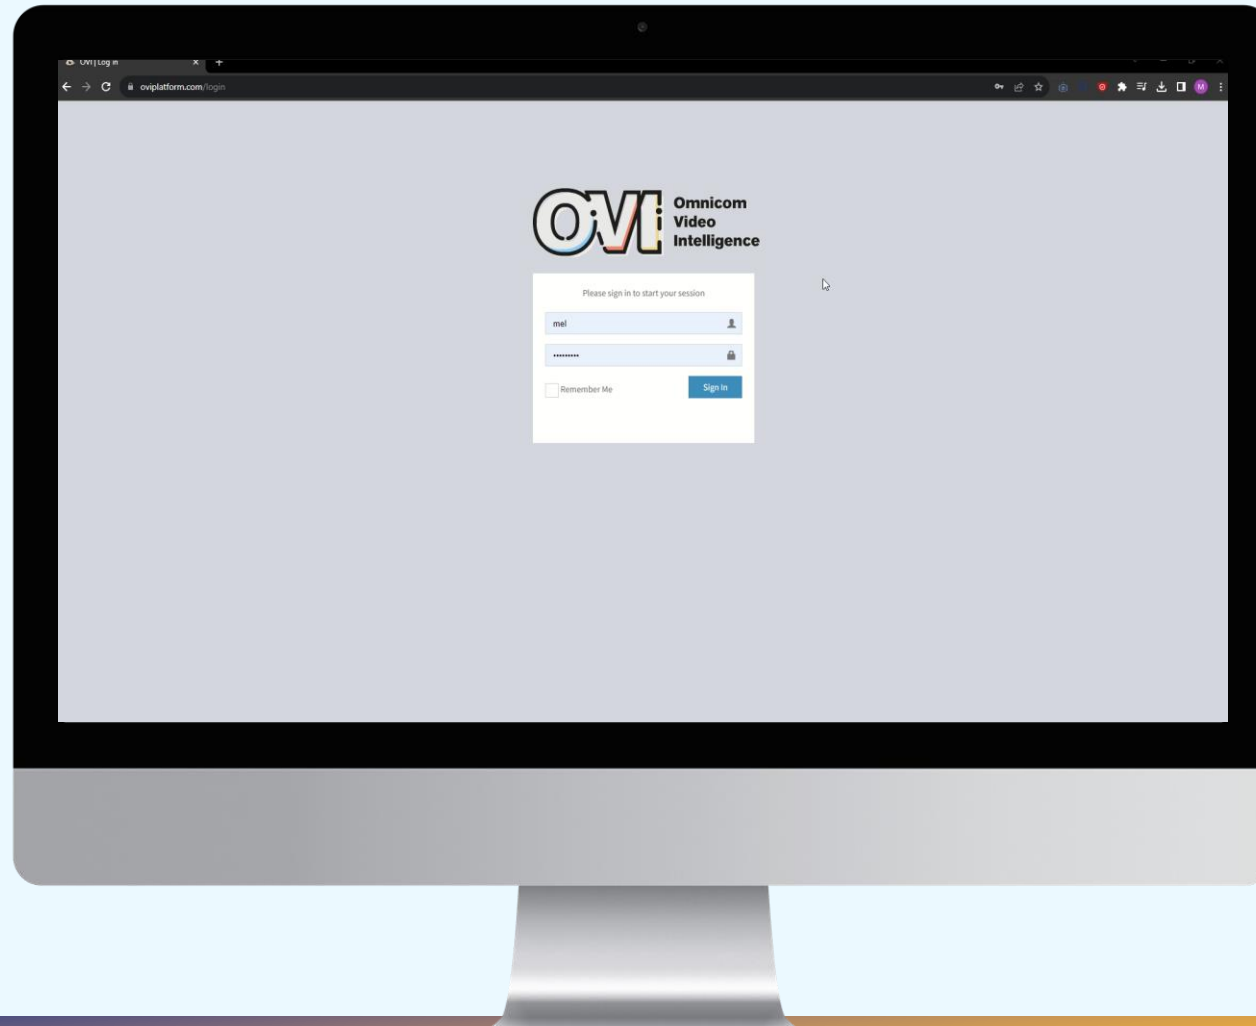 OVI | Log in
oviplatform.com/login
M
OVI
Omnicom
Video
Intelligence
Please sign in to start your session
mel
•••••••••
Remember Me
Sign In